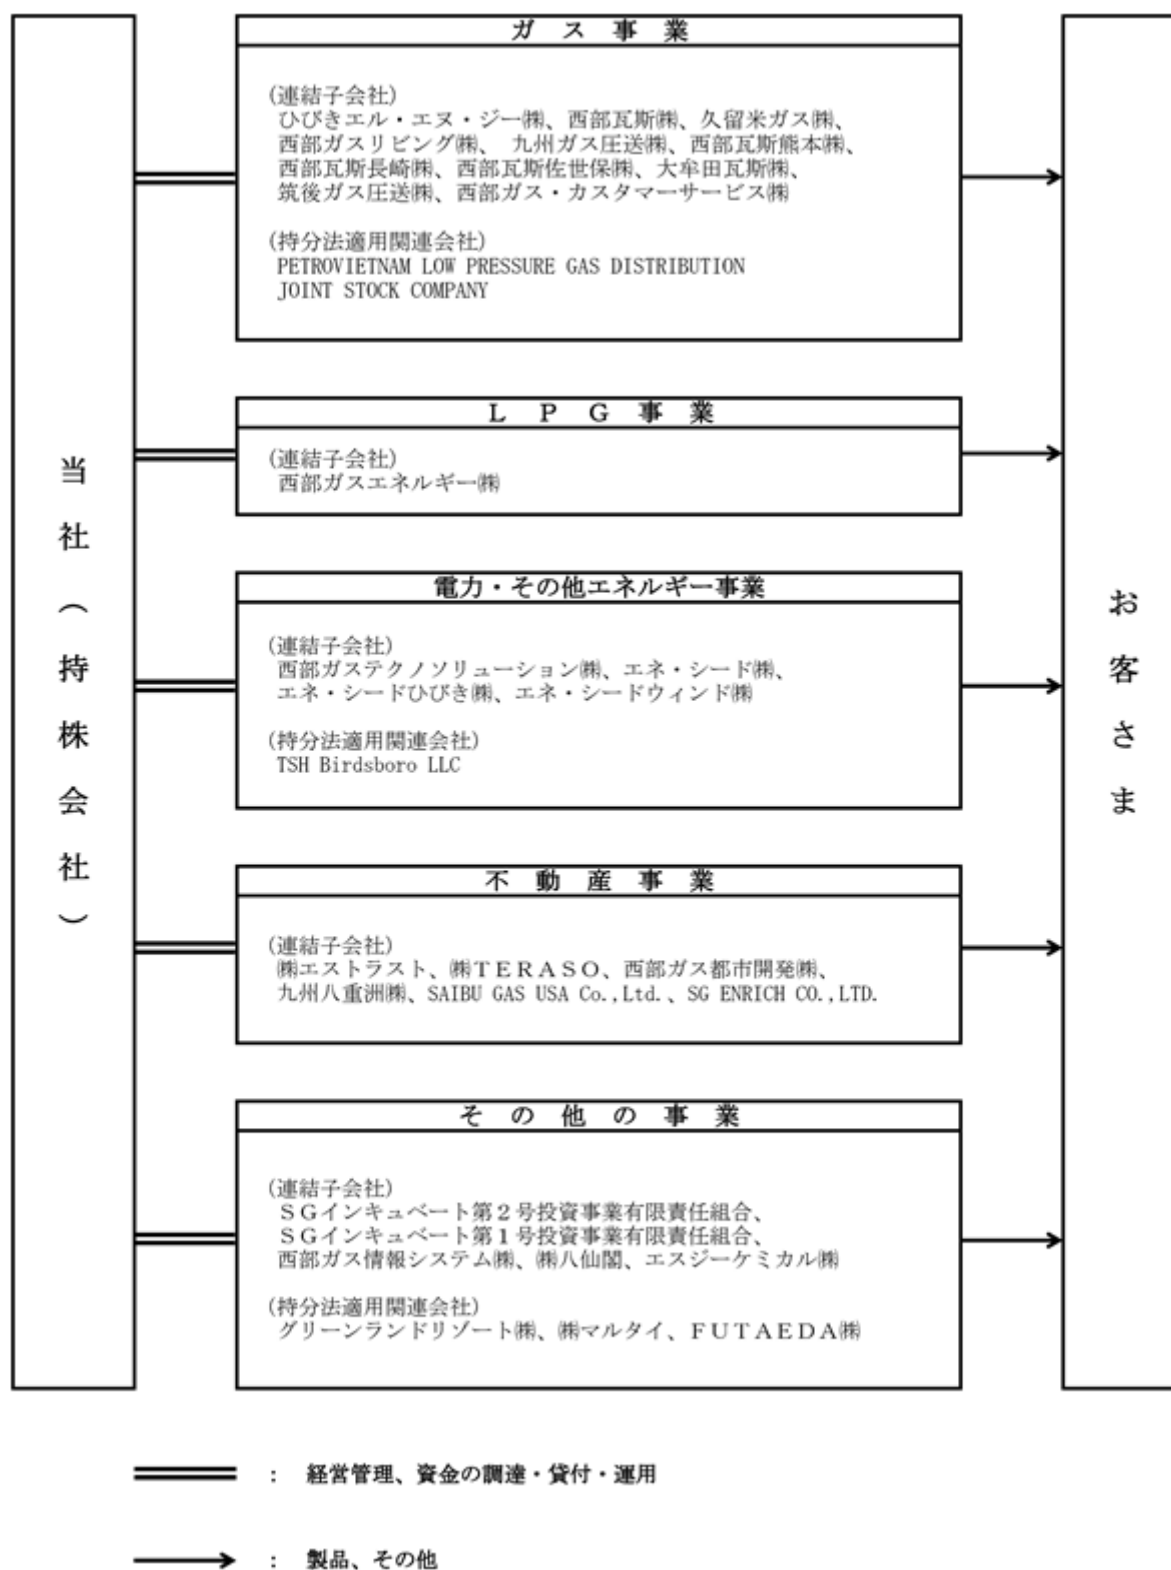 当社（持株会社）
ガス事業
(連結子会社)
ひびきエル・エヌ・ジー㈱、西部瓦斯㈱、久留米ガス㈱、
西部ガスリビング㈱、 九州ガス圧送㈱、西部瓦斯熊本㈱、
西部瓦斯長崎㈱、西部瓦斯佐世保㈱、大牟田瓦斯㈱、
筑後ガス圧送㈱、西部ガス・カスタマーサービス㈱
(持分法適用関連会社)
PETROVIETNAM LOW PRESSURE GAS DISTRIBUTION
JOINT STOCK COMPANY
ＬＰＧ事業
(連結子会社)
西部ガスエネルギー㈱
電力・その他エネルギー事業
(連結子会社)
西部ガステクノソリューション㈱、エネ・シード㈱、
エネ・シードひびき㈱、エネ・シードウィンド㈱
(持分法適用関連会社)
TSH Birdsboro LLC
不動産事業
(連結子会社)
㈱エストラスト、㈱ＴＥＲＡＳＯ、西部ガス都市開発㈱、
九州八重洲㈱、SAIBU GAS USA Co.,Ltd.、SG ENRICH CO.,LTD.
その他の事業
(連結子会社)
ＳＧインキュベート第２号投資事業有限責任組合、
ＳＧインキュベート第１号投資事業有限責任組合、
西部ガス情報システム㈱、㈱八仙閣、エスジーケミカル㈱
(持分法適用関連会社)
グリーンランドリゾート㈱、㈱マルタイ、ＦＵＴＡＥＤＡ㈱
お客さま
： 経営管理、資金の調達・貸付・運用
： 製品、その他